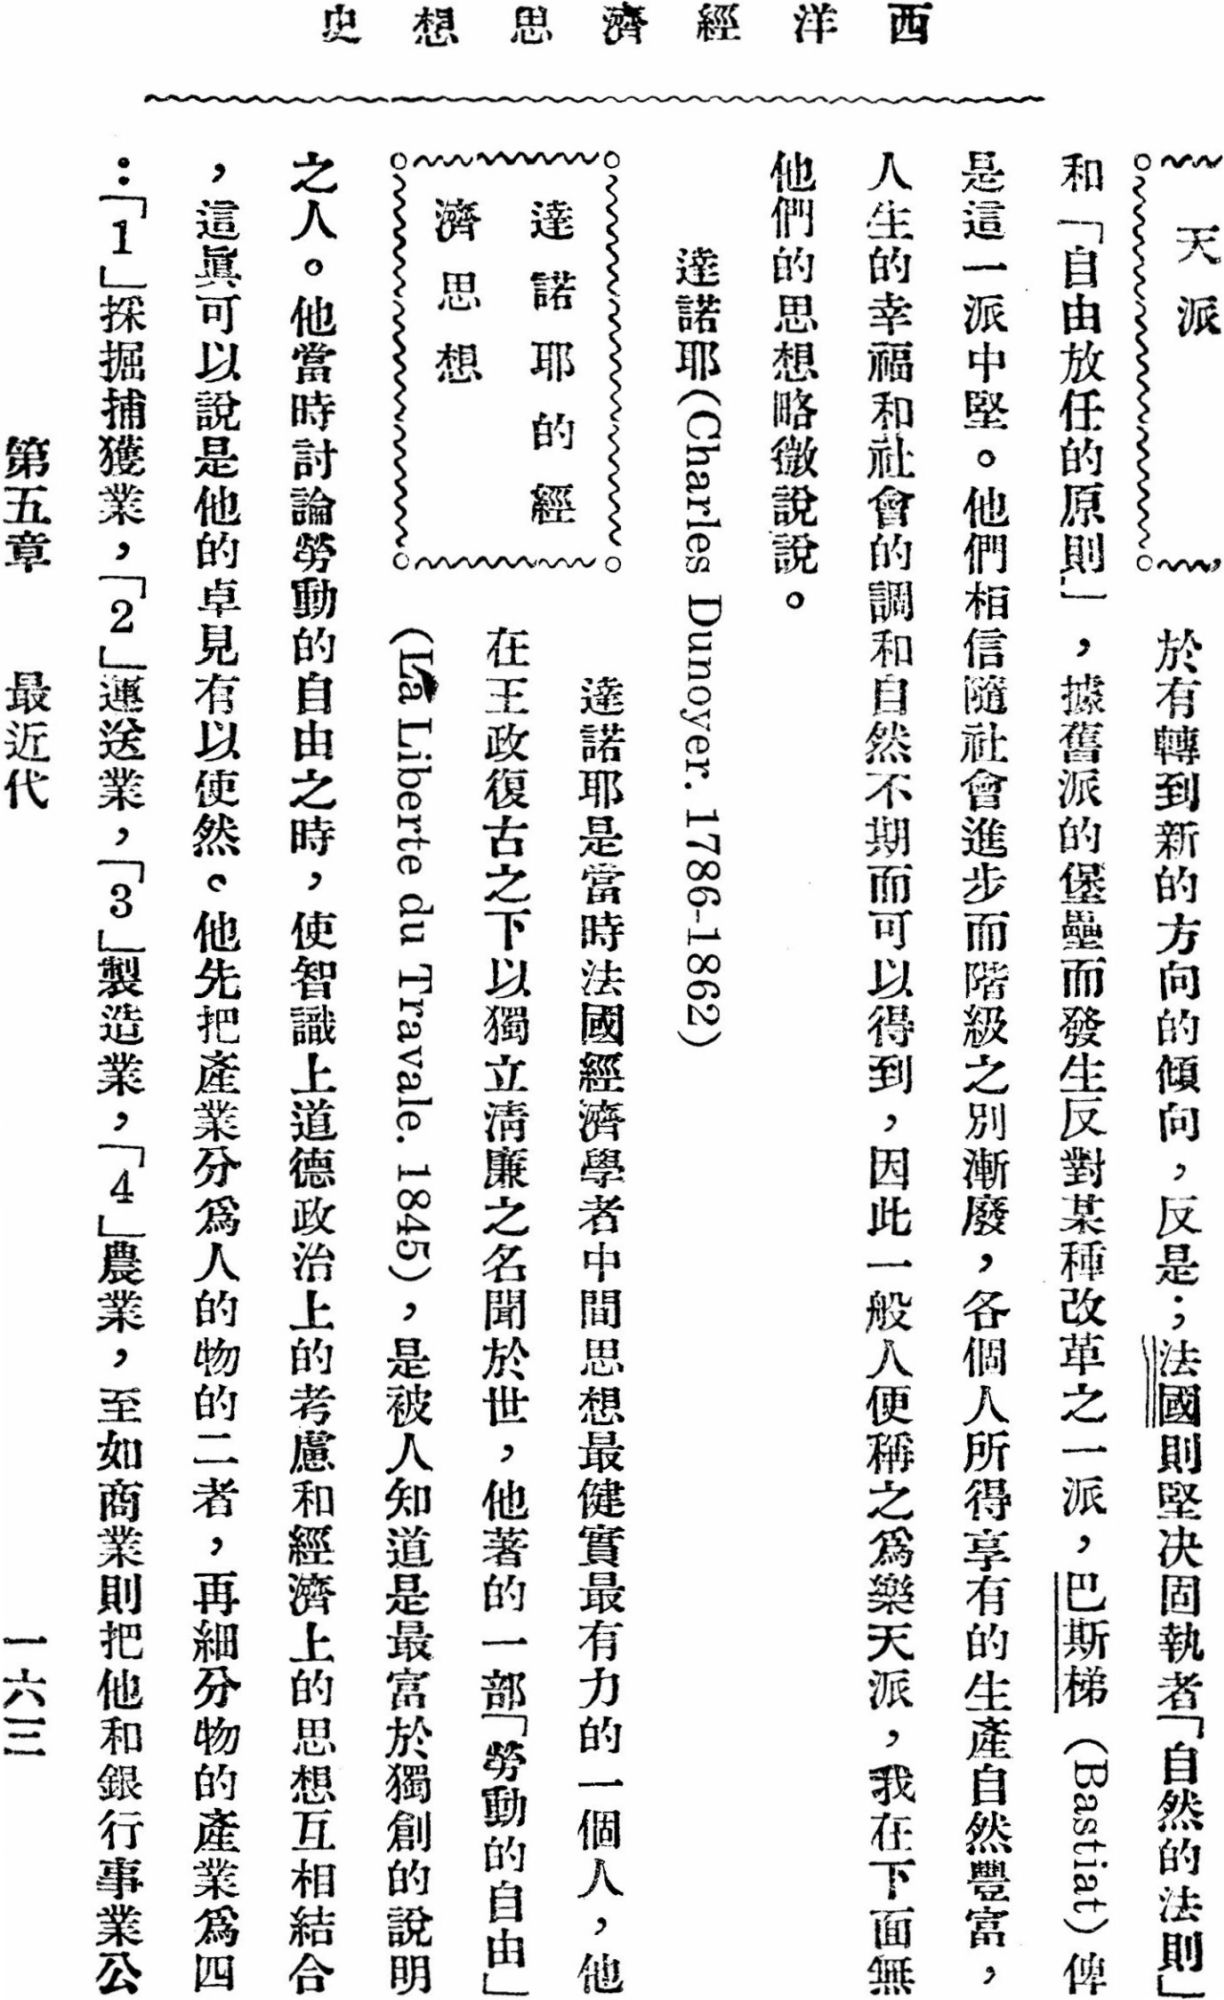 西洋經濟思想史
天派
於有轉到新的方向的傾向，反是；法國則堅决固執者「自然的法則」
和「自由放任的原則」，據舊派的堡壘而發生反對某種改革之一派，巴斯梯（Bastiat）俾
是這一派中堅。他們相信隨社會進步而階級之別漸廢，各個人所得享有的生產自然豐富，
人生的幸福和社會的調和自然不期而可以得到，因此一般人便稱之爲樂天派，我在下面無
他們的思想略微說說。
達諾耶(Charles Dunoyer. 1786-1862)
達諾耶的經
濟思想
達諾耶是當時法國經濟學者中間思想最健實最有力的一個人，他
在王政復古之下以獨立清廉之名聞於世，他著的一部「勞動的自由」
(La Liberte du Travale. 1845)，是被人知道是最富於獨創的說明
之人。他當時討論勞動的自由之時，使智識上道德政治上的考慮和經濟上的思想互相結合
，這眞可以說是他的卓見有以使然。他先把產業分爲人的物的二者，再細分物的產業爲四
：「1」採掘捕獲業，「2」運送業，「3」製造業，「4」農業，至如商業則把他和銀行事業公
第五章　最近代　一六三